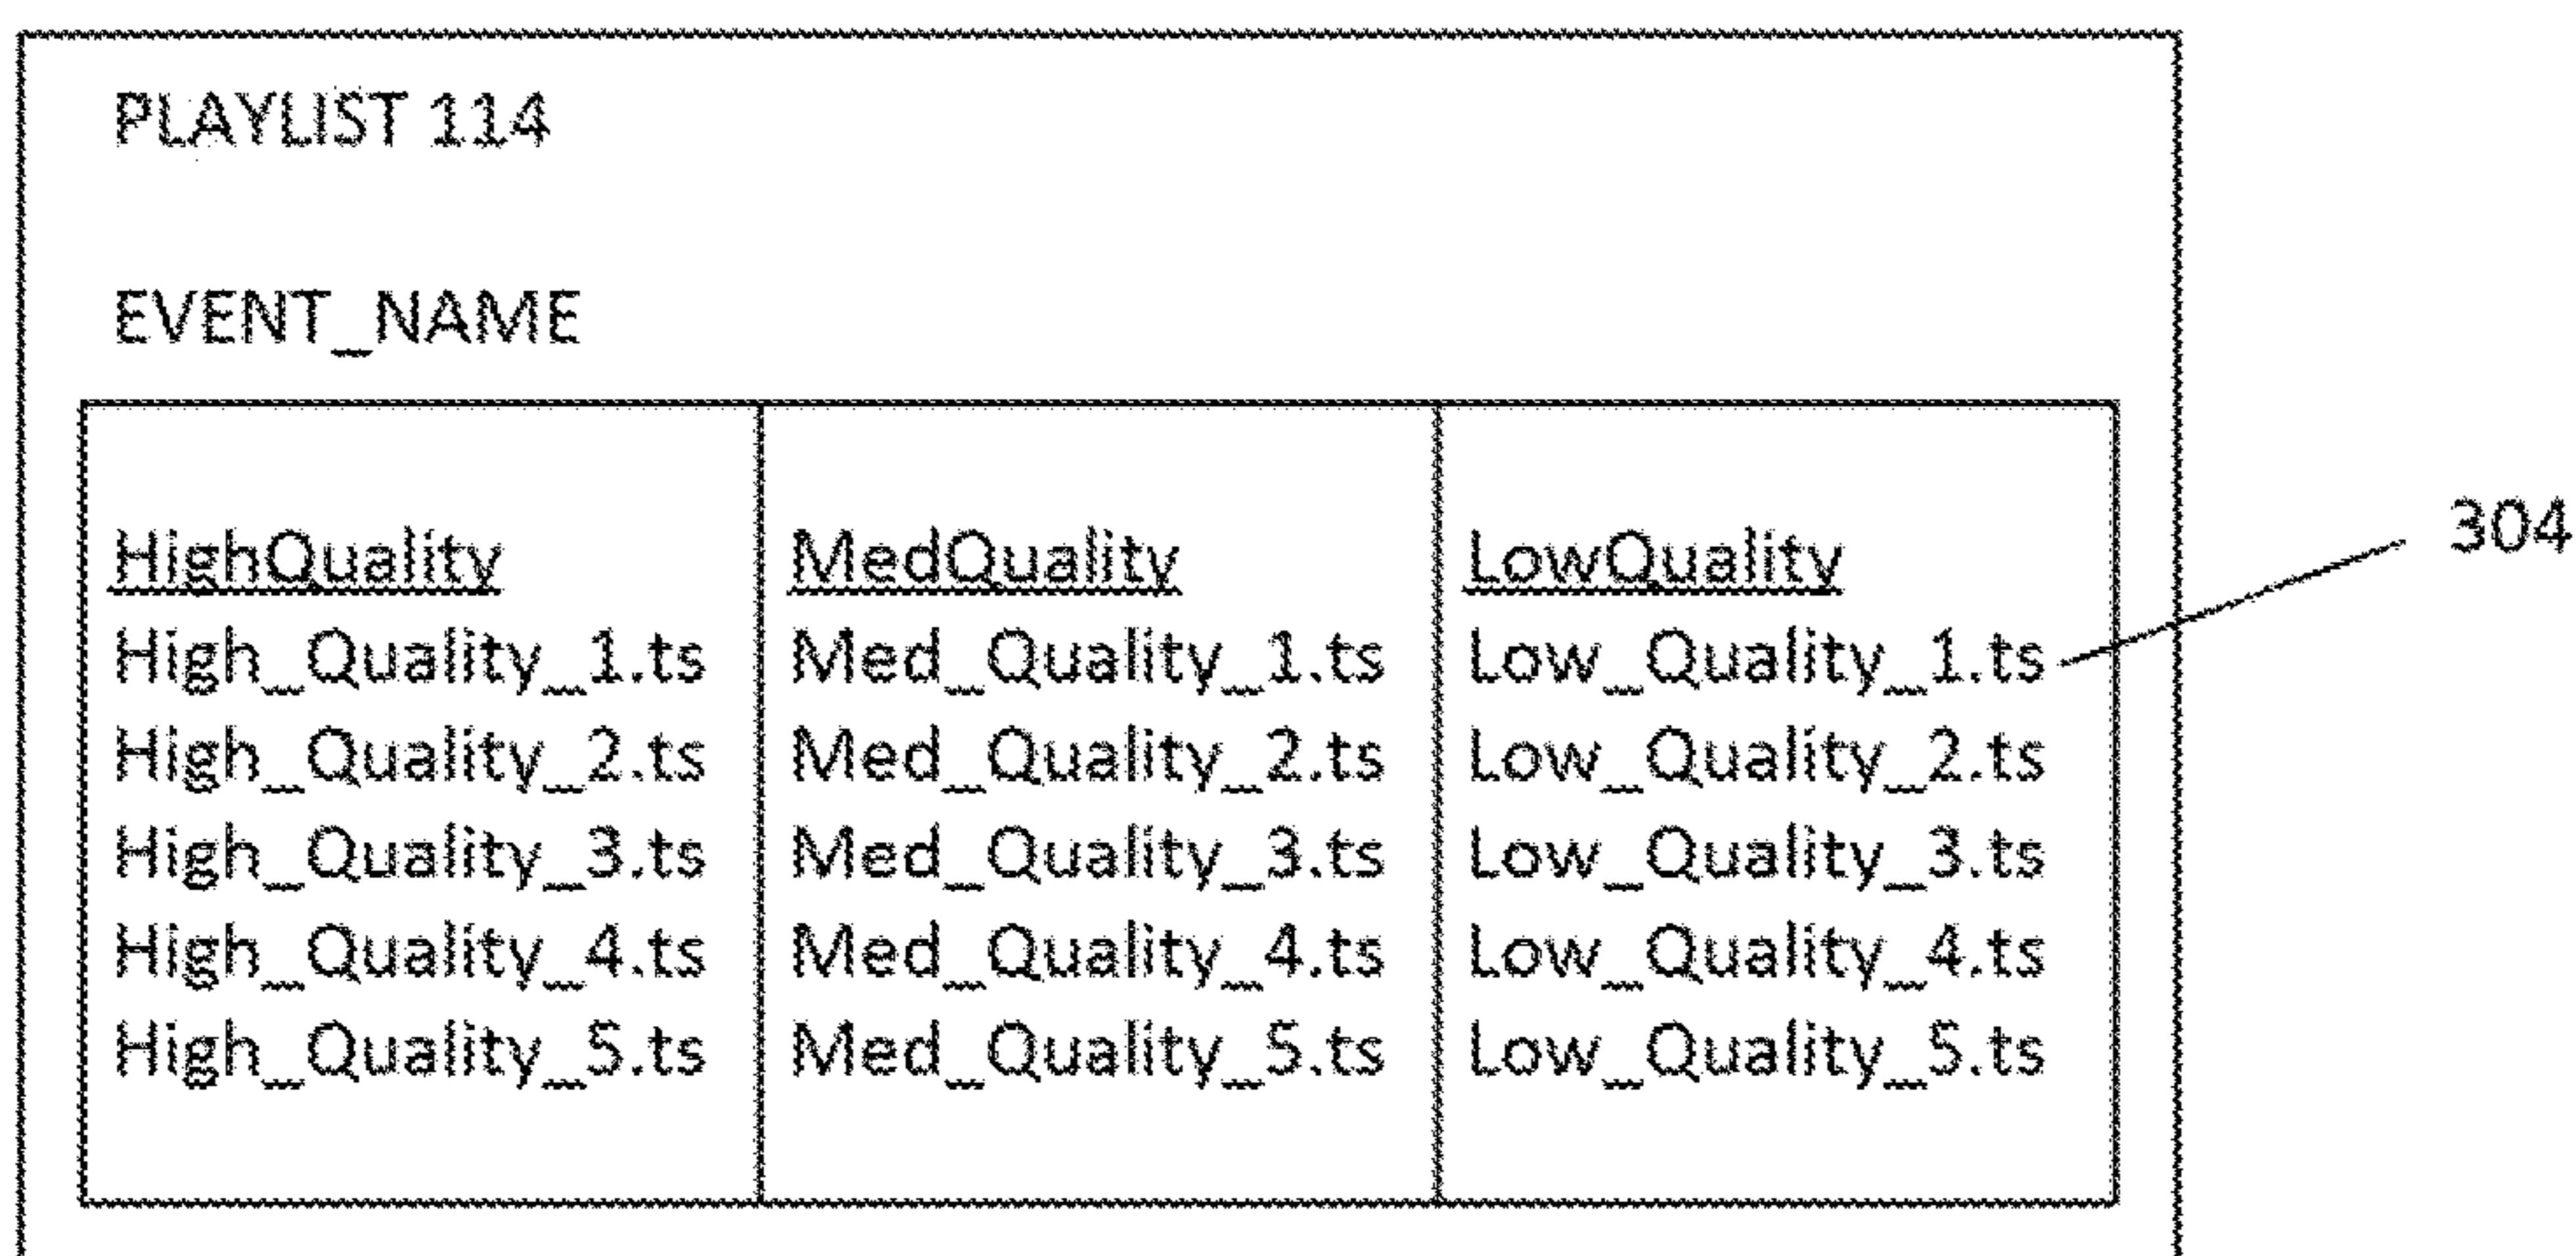 PLAYLIST 114
EVENT_NAME
HighQuality MedQuality LowQuality 304
High_Quality_1.ts Med_Quality_1.ts Low_Quality_1.ts
High_Quality_2.ts Med_Quality_2.ts Low_Quality_2.ts
High_Quality_3.ts Med_Quality_3.ts Low_Quality_3.ts
High_Quality_4.ts Med_Quality_4.ts Low_Quality_4.ts
High_Quality_5.ts Med_Quality_5.ts Low_Quality_5.ts